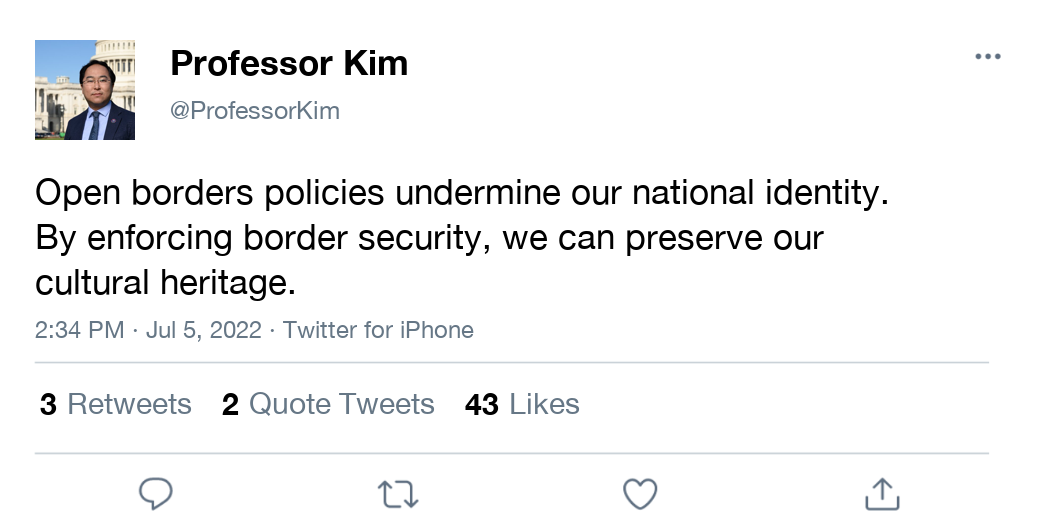 Professor Kim
@ProfessorKim
Open borders policies undermine our national identity.
By enforcing border security, we can preserve our
cultural heritage.
2:34 PM · Jul 5, 2022 · Twitter for iPhone
3 Retweets 2 Quote Tweets 43 Likes